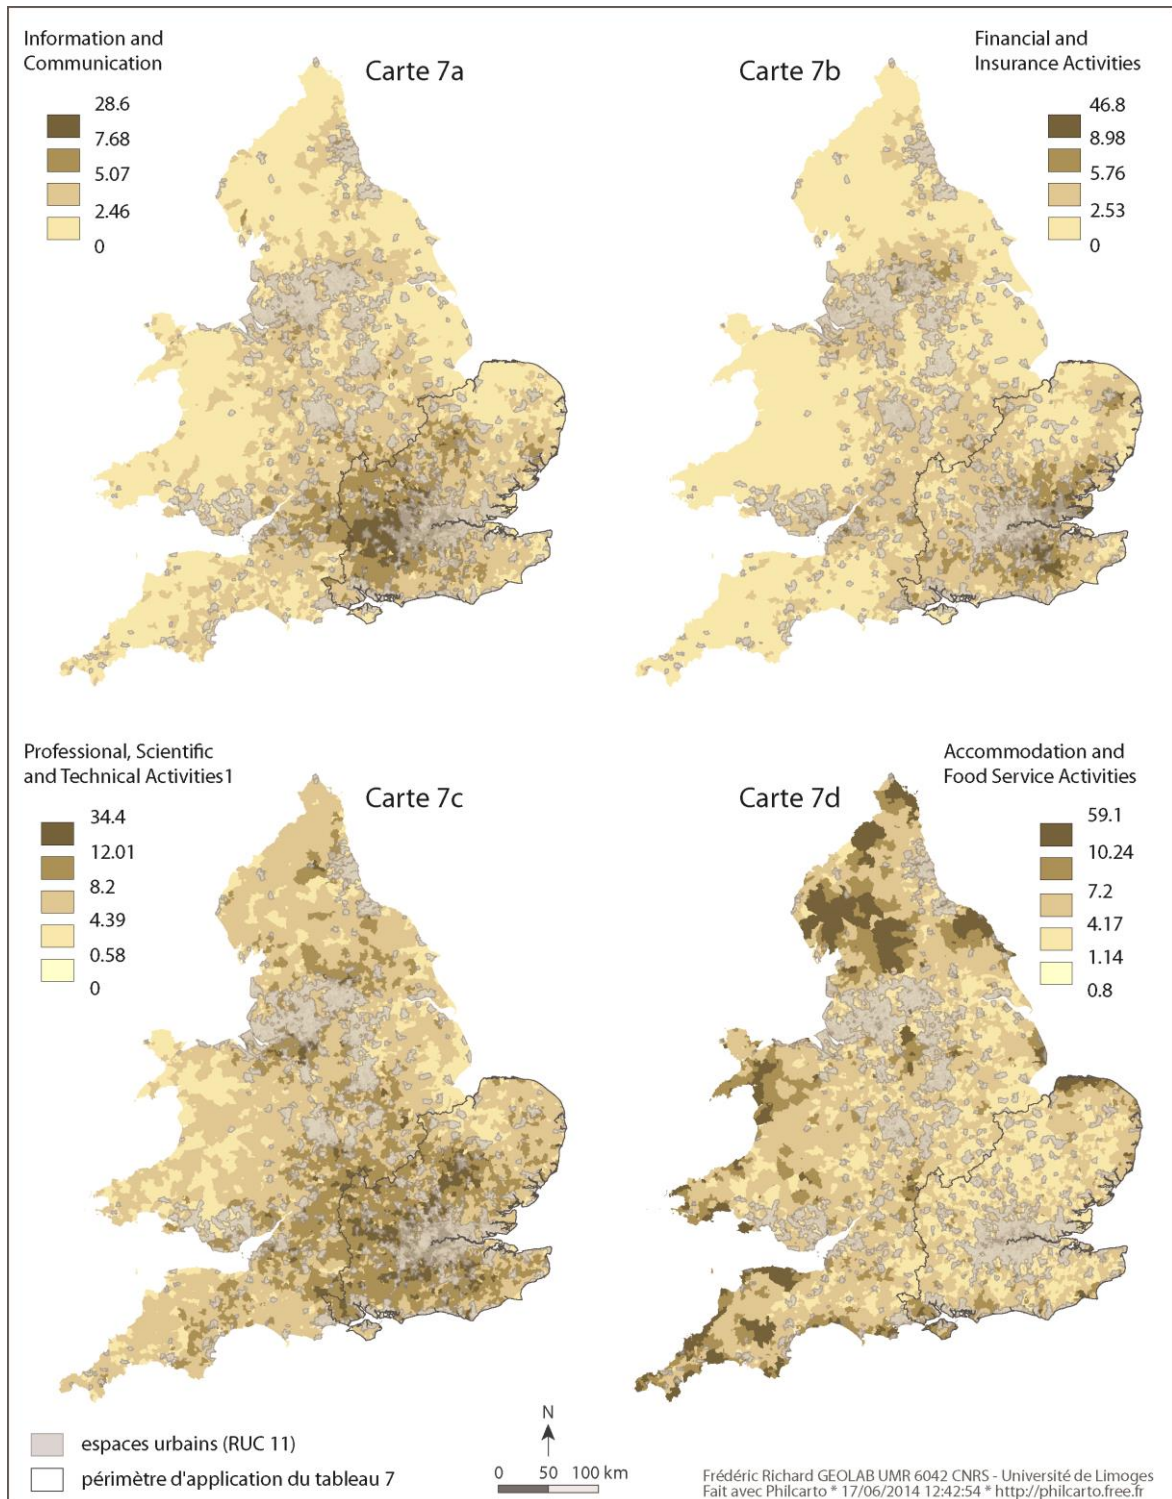 Information and
Communication
Carte 7a
28.6
7.68
5.07
2.46
0
Carte 7b
Financial and
Insurance Activities
46.8
8.98
5.76
2.53
0
Professional, Scientific
and Technical Activities1
Carte 7c
34.4
12.01
8.2
4.39
0.58
0
Carte 7d
Accommodation and
Food Service Activities
59.1
10.24
7.2
4.17
1.14
0.8
espaces urbains (RUC 11)
périmètre d'application du tableau 7
N
0 50 100 km
Frédéric Richard GEOLAB UMR 6042 CNRS - Université de Limoges
Fait avec Philcarto * 17/06/2014 12:42:54 * http://philcarto.free.fr